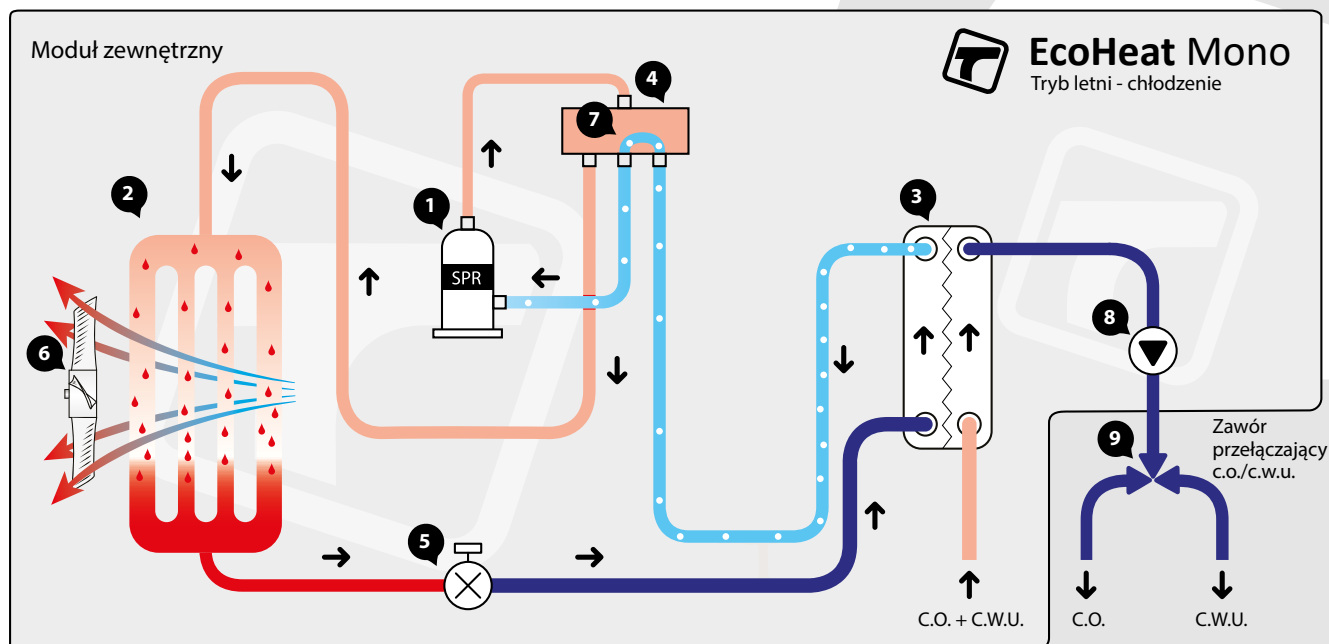 Moduł zewnętrzny
EcoHeat Mono
Tryb letni - chłodzenie
4
7
2
1
3
SPR
8
6
9
Zawór
przełączający
c.o./c.w.u.
5
C.O. + C.W.U.
C.O.
C.W.U.